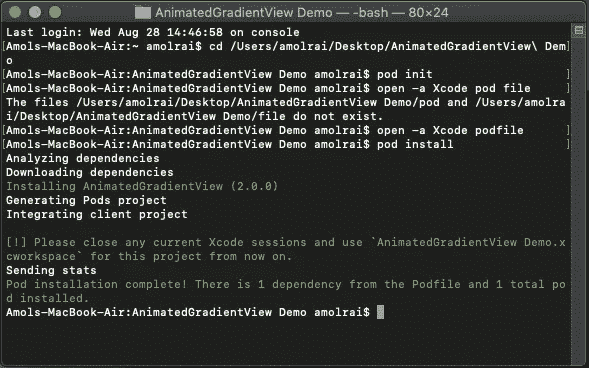 AnimatedGradientView Demo — -bash — 80×24
Last login: Wed Aug 28 14:46:58 on console
[Amols-MacBook-Air:~ amolrai$ cd /Users/amolrai/Desktop/AnimatedGradientView\ Dem]
o
[Amols-MacBook-Air:AnimatedGradientView Demo amolrai$ pod init ]
[Amols-MacBook-Air:AnimatedGradientView Demo amolrai$ open -a Xcode pod file ]
The files /Users/amolrai/Desktop/AnimatedGradientView Demo/pod and /Users/amolra
i/Desktop/AnimatedGradientView Demo/file do not exist.
[Amols-MacBook-Air:AnimatedGradientView Demo amolrai$ open -a Xcode podfile ]
[Amols-MacBook-Air:AnimatedGradientView Demo amolrai$ pod install ]
Analyzing dependencies
Downloading dependencies
Installing AnimatedGradientView (2.0.0)
Generating Pods project
Integrating client project
[!] Please close any current Xcode sessions and use `AnimatedGradientView Demo.x
cworkspace` for this project from now on.
Sending stats
Pod installation complete! There is 1 dependency from the Podfile and 1 total po
d installed.
Amols-MacBook-Air:AnimatedGradientView Demo amolrai$